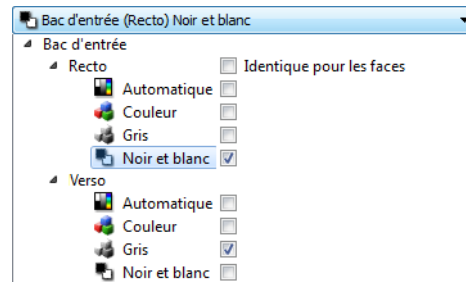 Bac d'entrée (Recto) Noir et blanc
Bac d'entrée
Recto Identique pour les faces
Automatique
Couleur
Gris
Noir et blanc
Verso
Automatique
Couleur
Gris
Noir et blanc